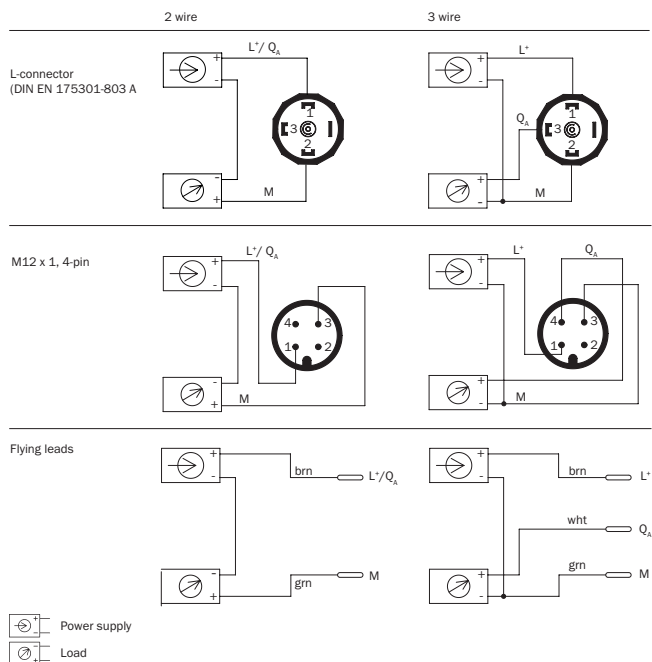 2 wire 3 wire
L-connector
(DIN EN 175301-803 A
L⁺/ Q_A
+
-
1
3
2
-
+
M
L⁺
+
-
Q_A
1
3
2
+
-
M
M12 x 1, 4-pin
L⁺/ Q_A
+
-
4 3
1 2
-
+
M
L⁺ Q_A
+
-
4 3
1 2
+
-
M
Flying leads
+
-
brn L⁺/Q_A
-
+
grn M
+
-
brn L⁺
wht Q_A
+
-
grn M
+
-
Power supply
-
+
Load